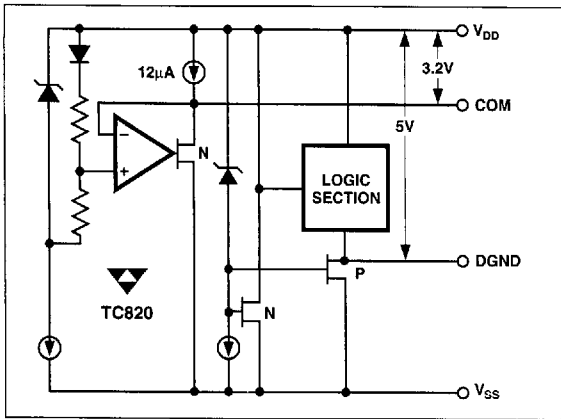 V_DD
12µA
3.2V
COM
5V
−
N
+
LOGIC
SECTION
DGND
P
N
TC820
V_SS